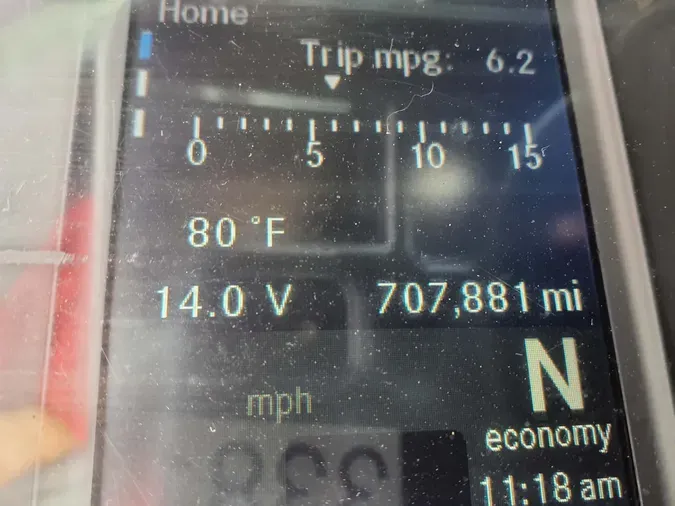 Home
Trip mpg: 6.2
0 5 10 15
80 °F
14.0 V 707,881 mi
N
mph
economy
11:18 am